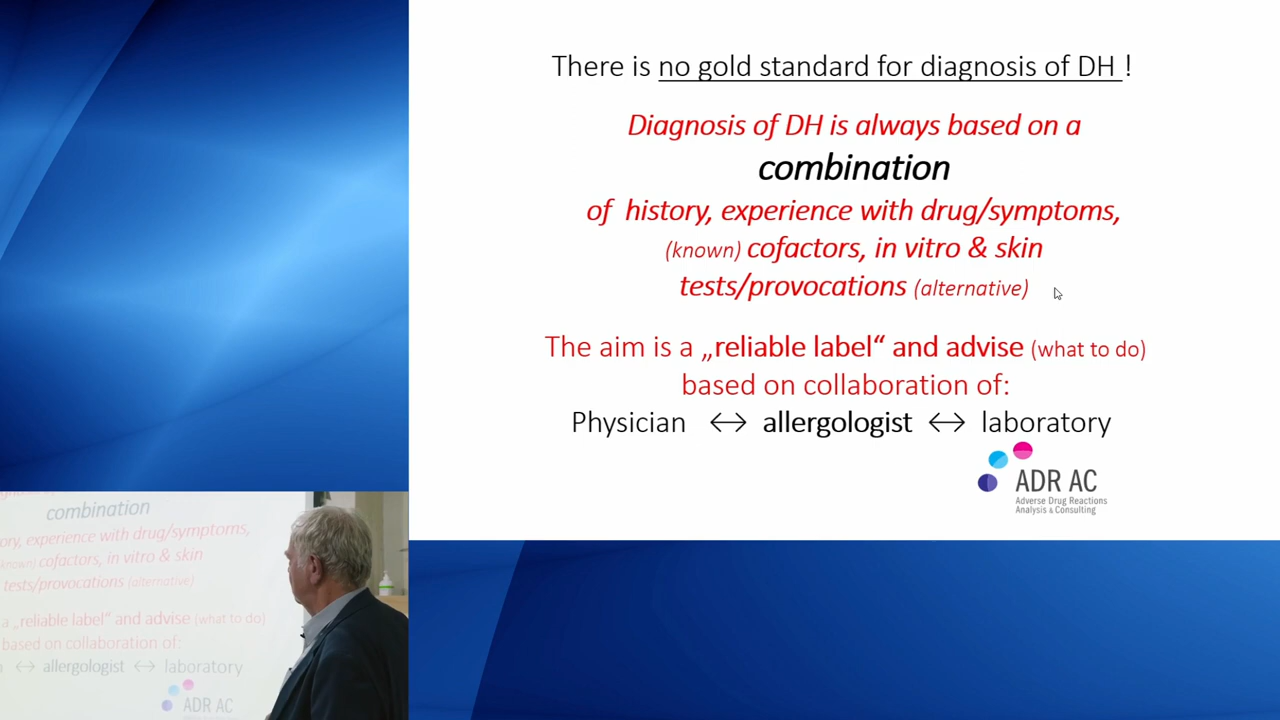 There is no gold standard for diagnosis of DH !
Diagnosis of DH is always based on a
combination
of history, experience with drug/symptoms,
(known) cofactors, in vitro & skin
tests/provocations (alternative)
The aim is a „reliable label“ and advise (what to do)
based on collaboration of:
Physician ↔ allergologist ↔ laboratory
ADR AC
Adverse Drug Reactions
Analysis & Consulting
combination
ory, experience with drug/symptoms,
known) cofactors, in vitro & skin
tests/provocations (alternative)
a „reliable label“ and advise (what to do)
based on collaboration of:
↔ allergologist ↔ laboratory
ADR AC